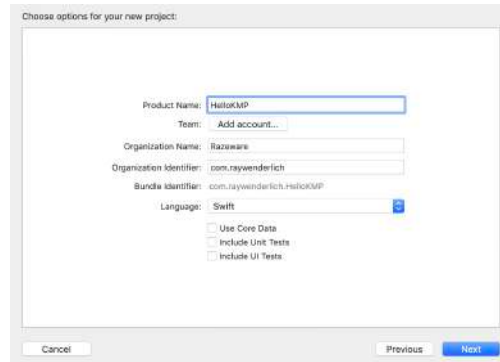 Choose options for your new project:
Product Name: HelloKMP
Team: Add account...
Organization Name: Razeware
Organization Identifier: com.raywenderlich
Bundle Identifier: com.raywenderlich.HelloKMP
Language: Swift
Use Core Data
Include Unit Tests
Include UI Tests
Cancel Previous Next